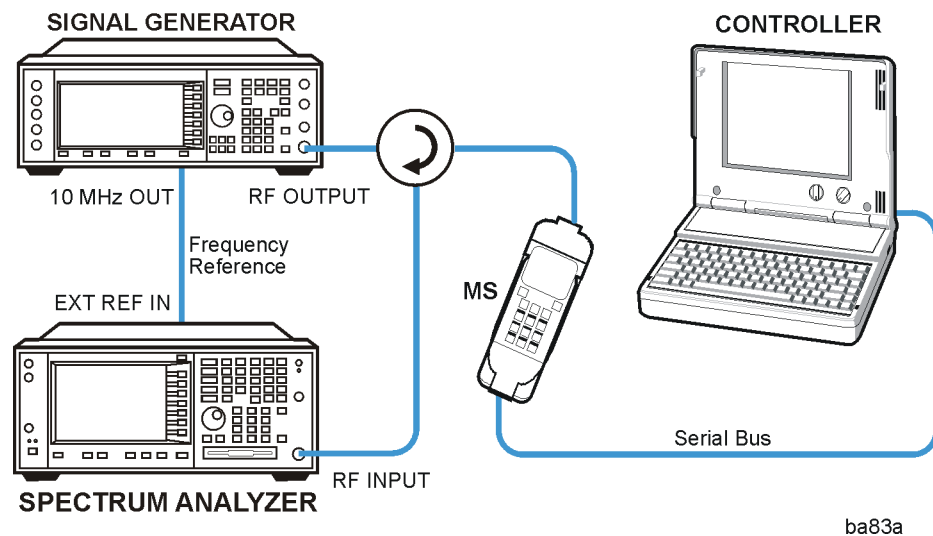 SIGNAL GENERATOR
CONTROLLER
10 MHz OUT
RF OUTPUT
Frequency
Reference
MS
EXT REF IN
Serial Bus
RF INPUT
SPECTRUM ANALYZER
ba83a